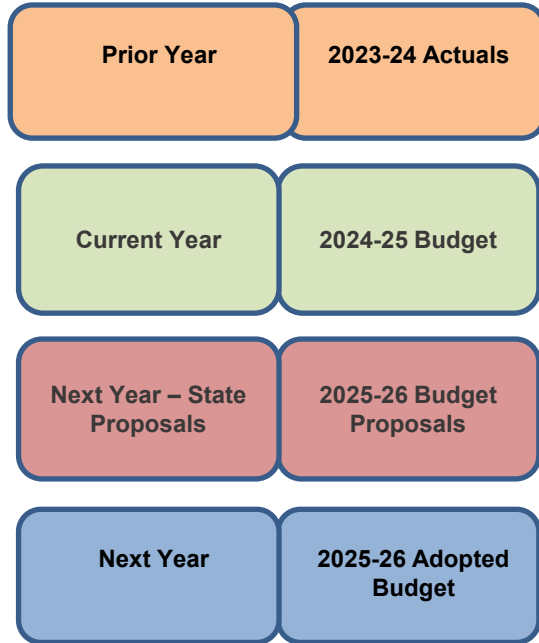 Prior Year
2023-24 Actuals
Current Year
2024-25 Budget
Next Year – State
Proposals
2025-26 Budget
Proposals
Next Year
2025-26 Adopted
Budget